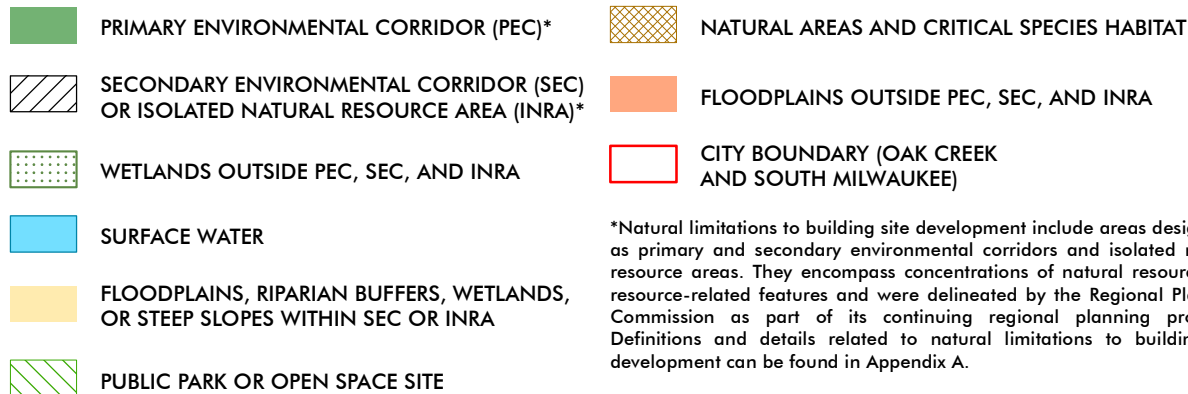 PRIMARY ENVIRONMENTAL CORRIDOR (PEC)*
SECONDARY ENVIRONMENTAL CORRIDOR (SEC)
OR ISOLATED NATURAL RESOURCE AREA (INRA)*
WETLANDS OUTSIDE PEC, SEC, AND INRA
SURFACE WATER
FLOODPLAINS, RIPARIAN BUFFERS, WETLANDS,
OR STEEP SLOPES WITHIN SEC OR INRA
PUBLIC PARK OR OPEN SPACE SITE
NATURAL AREAS AND CRITICAL SPECIES HABITAT
FLOODPLAINS OUTSIDE PEC, SEC, AND INRA
CITY BOUNDARY (OAK CREEK
AND SOUTH MILWAUKEE)
*Natural limitations to building site development include areas
as primary and secondary environmental corridors and isolated
resource areas. They encompass concentrations of natural
resource-related features and were delineated by the Regional
Commission as part of its continuing regional planning
Definitions and details related to natural limitations to
development can be found in Appendix A.